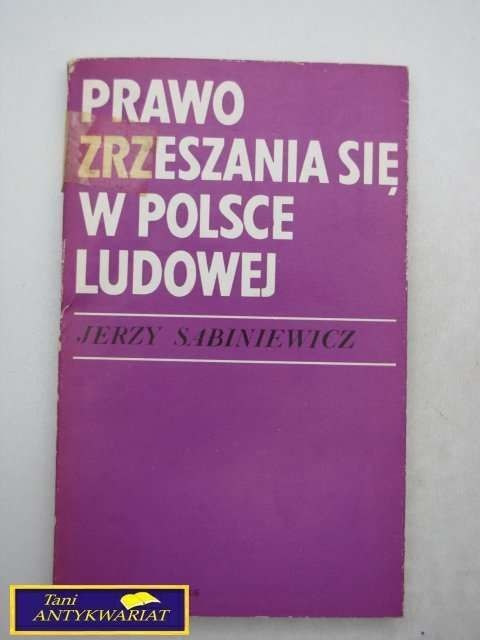 PRAWO
ZRZESZANIA SIĘ
W POLSCE
LUDOWEJ
JERZY SABINIEWICZ
Tani
ANTYKWARIAT